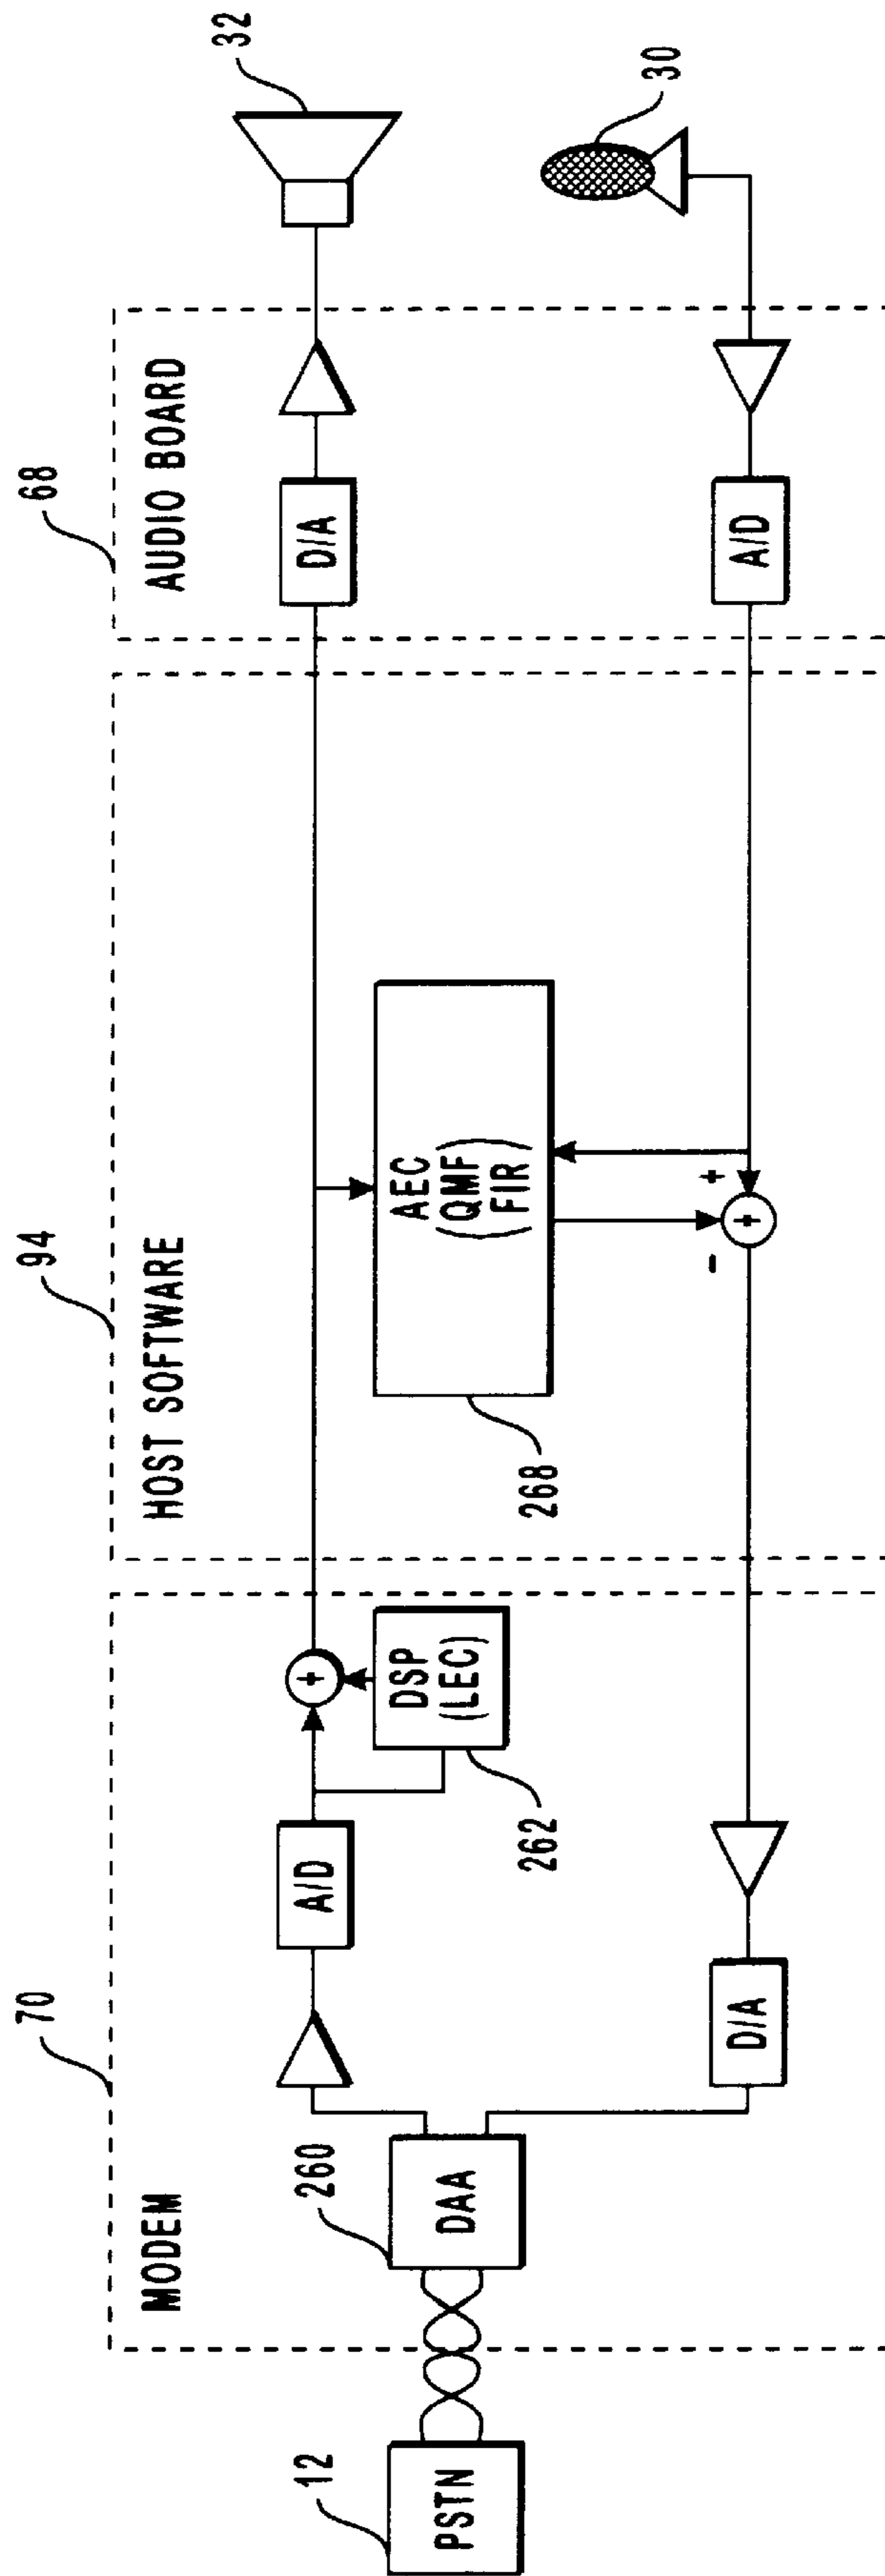 12
PSTN
70
MODEM
260
DAA
A/D
DSP
(LEC)
262
+
D/A
94
HOST SOFTWARE
AEC
(QMF
FIR)
268
+
-
+
68
AUDIO BOARD
D/A
A/D
32
30